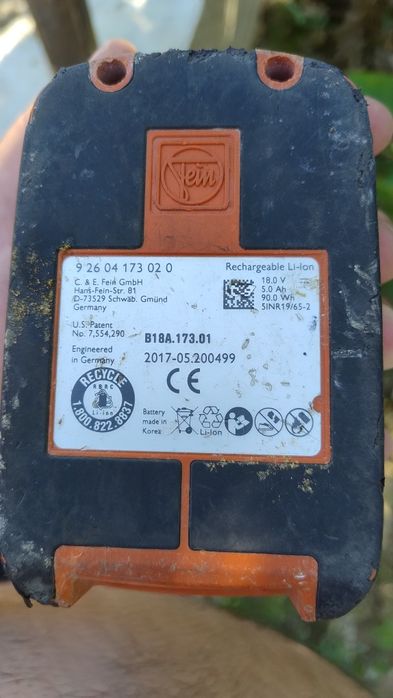 Fein
9 26 04 173 02 0
Rechargeable Li-Ion
C. & E. Fein GmbH
Hans-Fein-Str. 81
D-73529 Schwäb. Gmünd
Germany
18.0 V
5.0 Ah
90.0 Wh
5INR19/65-2
U.S. Patent
No. 7,554,290
B18A.173.01
Engineered
in Germany
2017-05.200499
CE
RECYCLE
RBRC
Li-Ion
1.800.822.8837
Battery
made in
Korea
Li-Ion